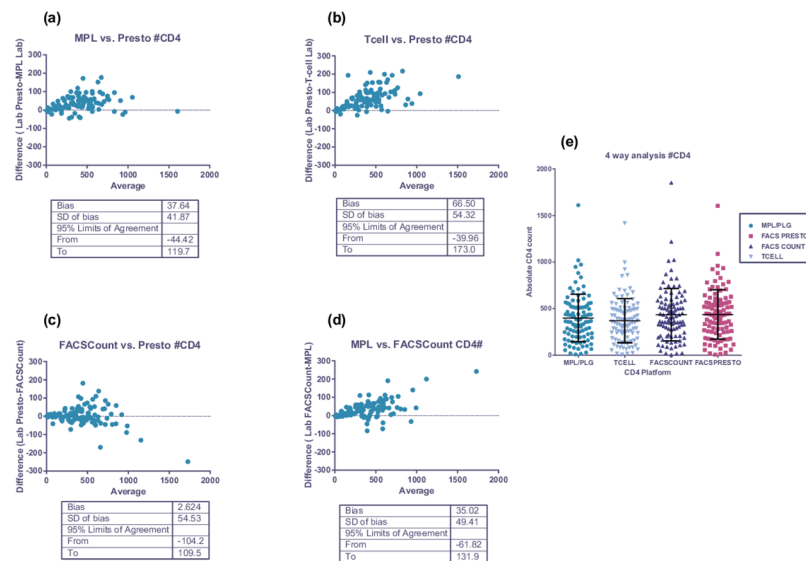 (a)
MPL vs. Presto #CD4
Difference ( Lab Presto-MPL Lab)
300
200
100
0
-100
-200
-300
0 500 1000 1500 2000
Average
Bias 37.64
SD of bias 41.87
95% Limits of Agreement
From -44.42
To 119.7
(b)
Tcell vs. Presto #CD4
Difference (Lab Presto-T-cell Lab)
300
200
100
0
-100
-200
-300
0 500 1000 1500 2000
Average
Bias 66.50
SD of bias 54.32
95% Limits of Agreement
From -39.96
To 173.0
(c)
FACSCount vs. Presto #CD4
Difference (Lab Presto-FACSCount)
300
200
100
0
-100
-200
-300
0 500 1000 1500 2000
Average
Bias 2.624
SD of bias 54.53
95% Limits of Agreement
From -104.2
To 109.5
(d)
MPL vs. FACSCount CD4#
Difference ( Lab FACSCount-MPL)
300
200
100
0
-100
-200
-300
0 500 1000 1500 2000
Average
Bias 35.02
SD of bias 49.41
95% Limits of Agreement
From -61.82
To 131.9
(e)
4 way analysis #CD4
Absolute CD4 count
2000
1500
1000
500
0
MPL/PLG TCELL FACSCOUNT FACSPRESTO
CD4 Platform
MPL/PLG
FACS PRESTO
FACS COUNT
TCELL